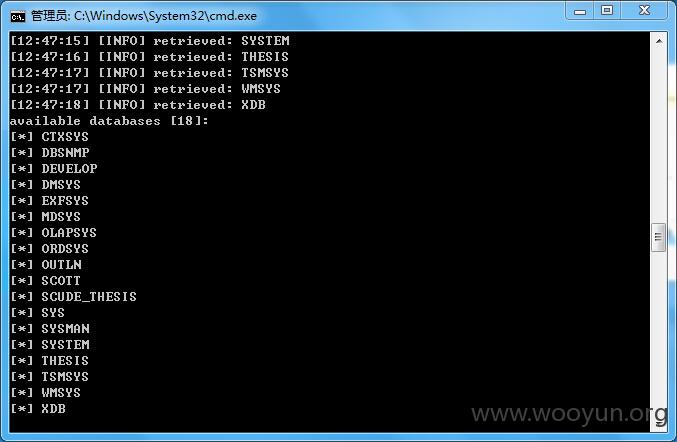 管理员: C:\Windows\System32\cmd.exe
[12:47:15] [INFO] retrieved: SYSTEM
[12:47:16] [INFO] retrieved: THESIS
[12:47:17] [INFO] retrieved: TSMSYS
[12:47:17] [INFO] retrieved: WMSYS
[12:47:18] [INFO] retrieved: XDB
available databases [18]:
[*] CTXSYS
[*] DBSNMP
[*] DEVELOP
[*] DMSYS
[*] EXFSYS
[*] MDSYS
[*] OLAPSYS
[*] ORDSYS
[*] OUTLN
[*] SCOTT
[*] SCUDE_THESIS
[*] SYS
[*] SYSMAN
[*] SYSTEM
[*] THESIS
[*] TSMSYS
[*] WMSYS
[*] XDB
www.wooyun.org